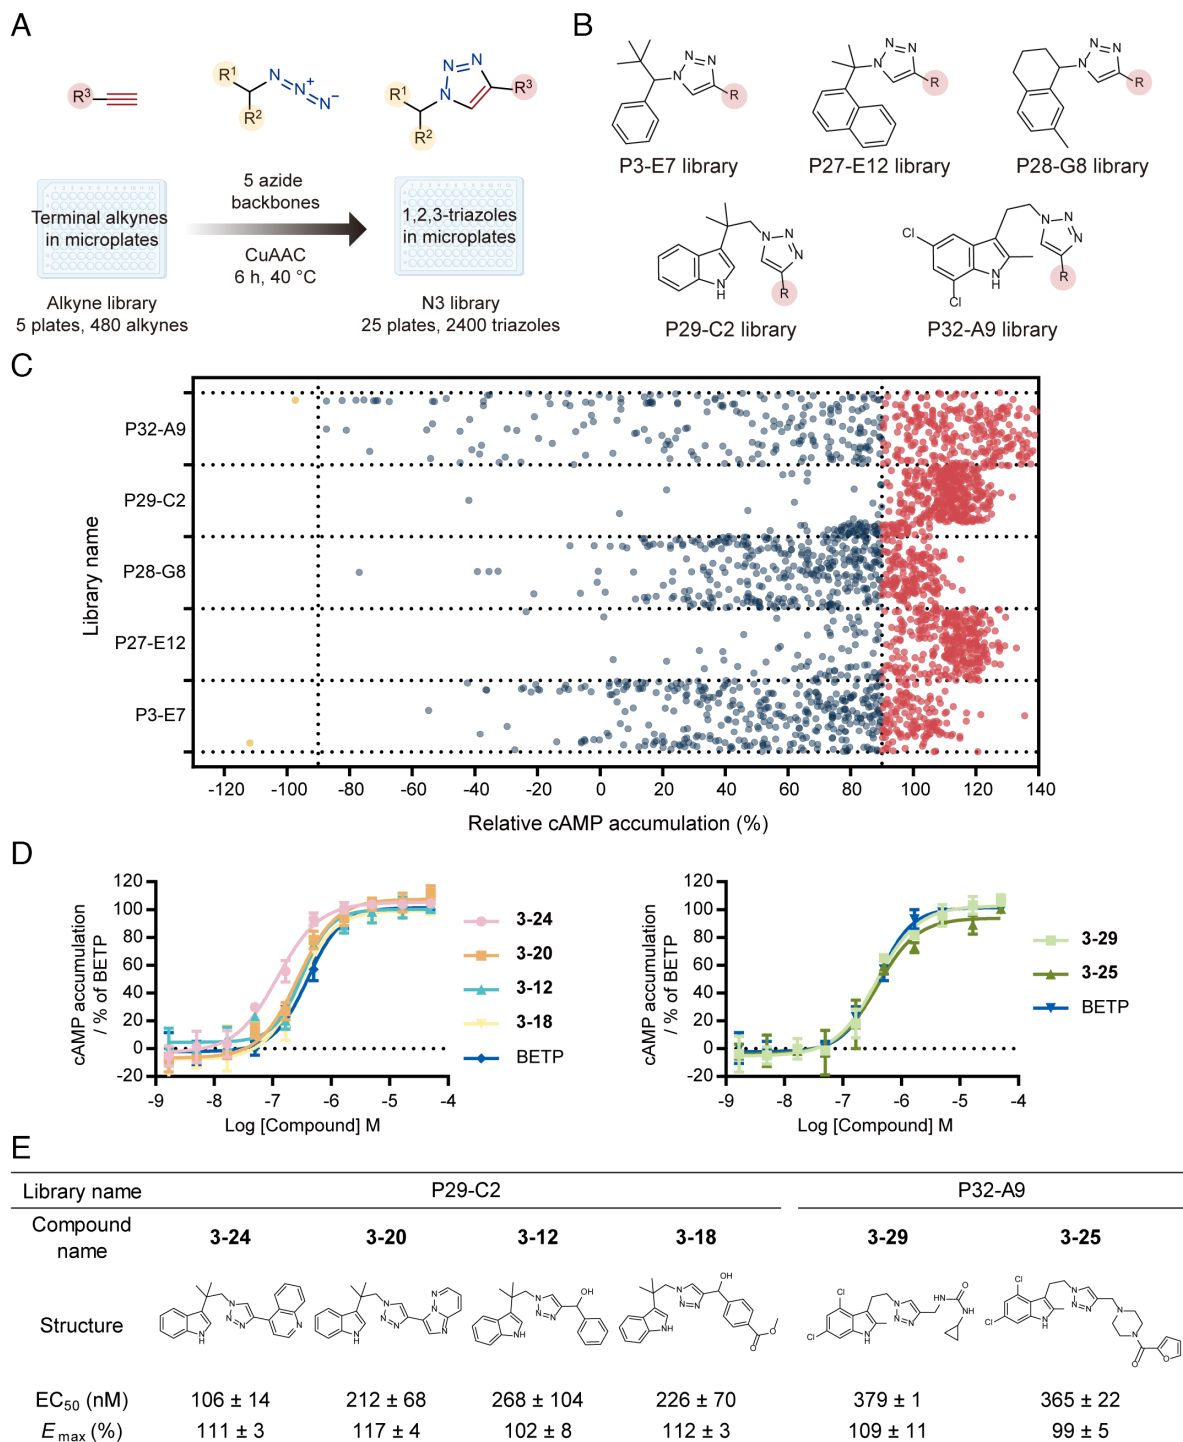 A
R³
R¹
R²
N
N
N
+
−
R¹
R²
N
N
N
R³
Terminal alkynes
in microplates
5 azide
backbones
CuAAC
6 h, 40 °C
1,2,3-triazoles
in microplates
Alkyne library
5 plates, 480 alkynes
N3 library
25 plates, 2400 triazoles
B
N
N
N
R
P3-E7 library
N
N
N
R
P27-E12 library
N
N
N
R
P28-G8 library
N
N
N
N
H
R
P29-C2 library
Cl
Cl
N
H
N
N
N
R
P32-A9 library
C
Library name
P32-A9
P29-C2
P28-G8
P27-E12
P3-E7
-120 -100 -80 -60 -40 -20 0 20 40 60 80 100 120 140
Relative cAMP accumulation (%)
D
cAMP accumulation
/ % of BETP
120
100
80
60
40
20
0
-20
-9 -8 -7 -6 -5 -4
Log [Compound] M
3-24
3-20
3-12
3-18
BETP
cAMP accumulation
/ % of BETP
120
100
80
60
40
20
0
-20
-9 -8 -7 -6 -5 -4
Log [Compound] M
3-29
3-25
BETP
E
Library name P29-C2 P32-A9
Compound
name
3-24 3-20 3-12 3-18 3-29 3-25
Structure
N
H
N
N=N
N
N
H
N
N=N
N
N
N
N
H
N
N=N
OH
N
H
N
N=N
OH
O
O
Cl
Cl
N
H
N
N=N
NH
O
NH
Cl
Cl
N
H
N
N=N
N
N
O
O
EC50 (nM) 106 ± 14 212 ± 68 268 ± 104 226 ± 70 379 ± 1 365 ± 22
Emax (%) 111 ± 3 117 ± 4 102 ± 8 112 ± 3 109 ± 11 99 ± 5